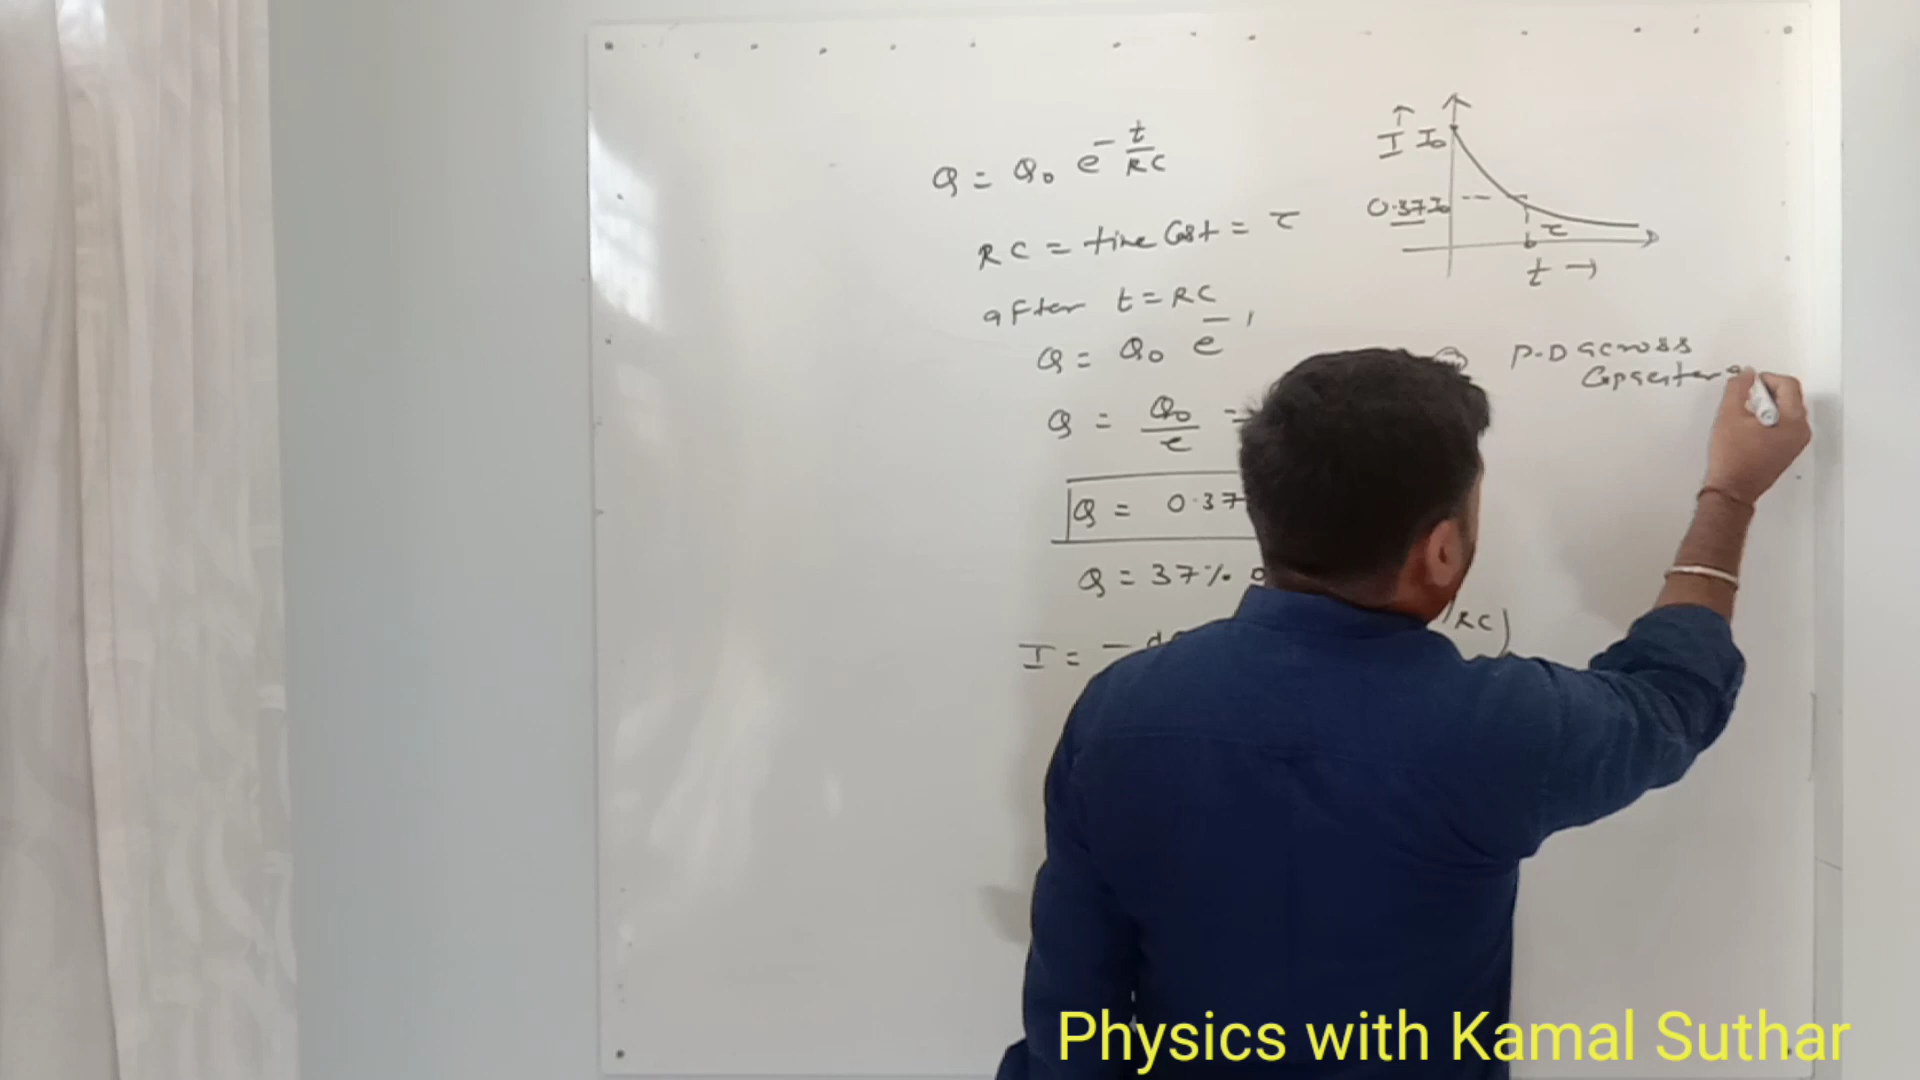 Q = Q₀ e^(-t/RC)
RC = time Cost = τ
after t = RC
Q = Q₀ e^(-1)
Q = Q₀/e =
Q = 0.37
Q = 37%
I = -
/RC)
I I₀
0.37I₀
τ
t →
P.D across
Capacitor
Physics with Kamal Suthar